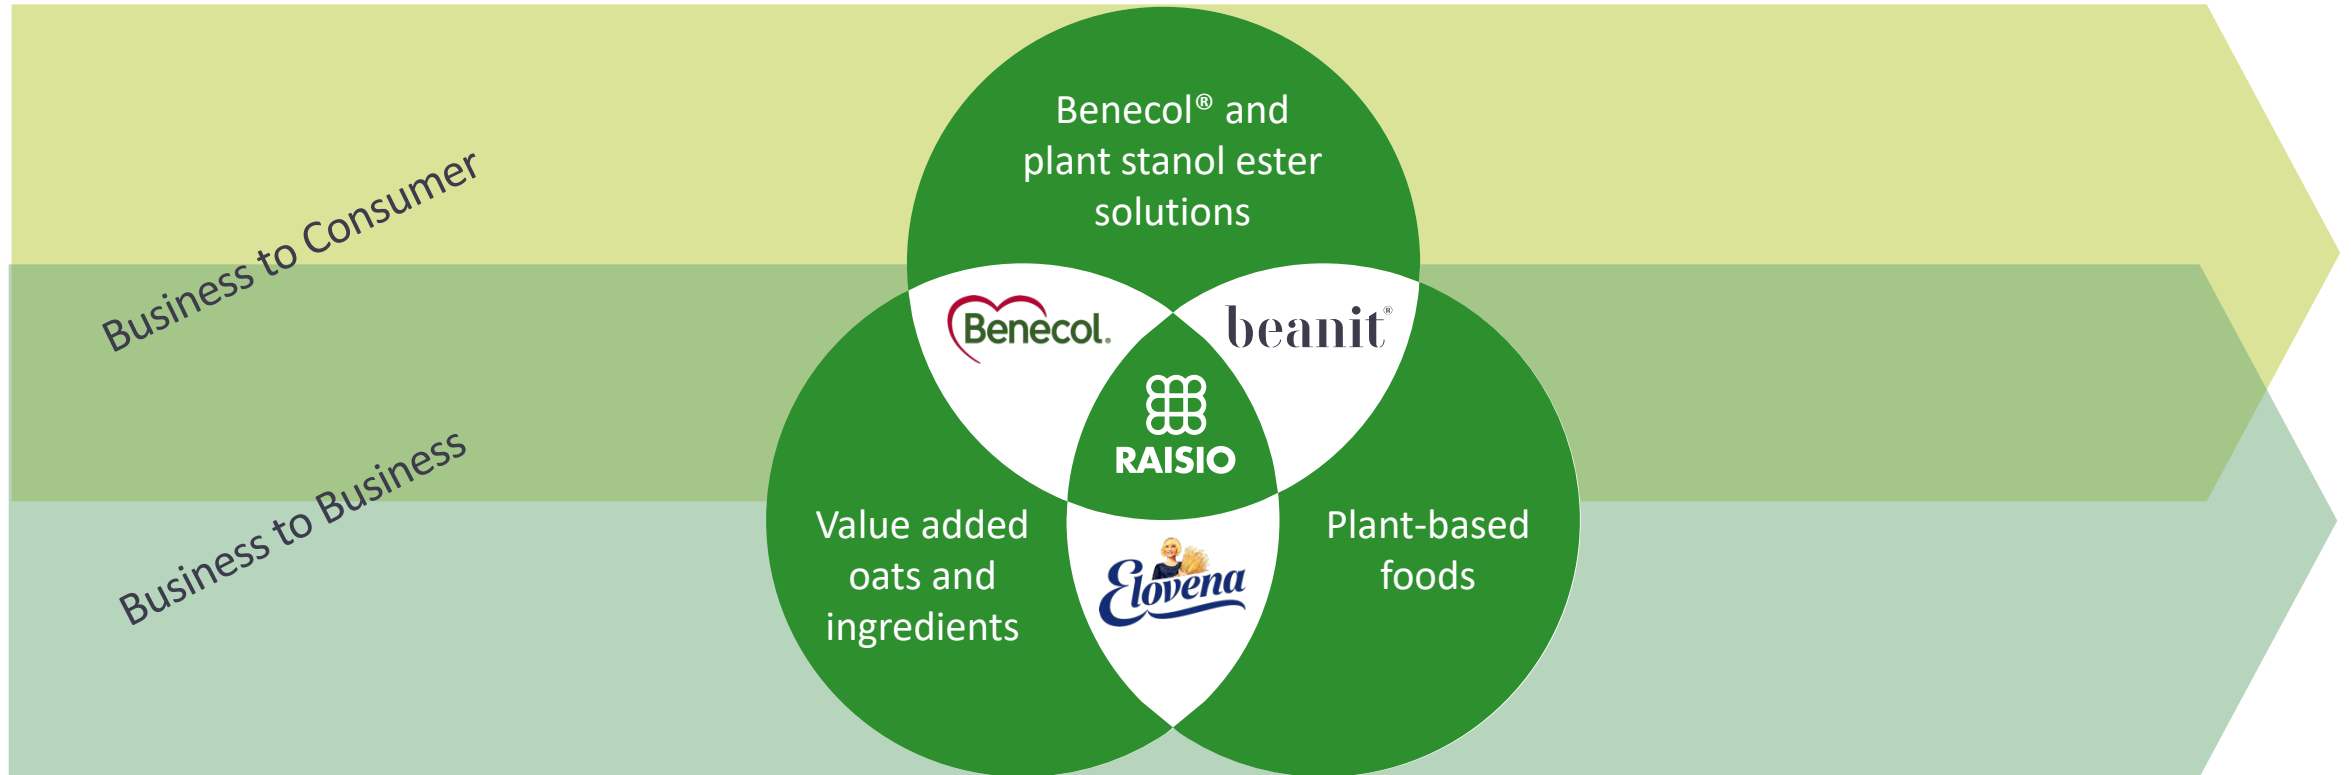 Business to Consumer
Business to Business
Benecol® and
plant stanol ester
solutions
Benecol®
beanit®
RAISIO
Value added
oats and
ingredients
Elovena
Plant-based
foods